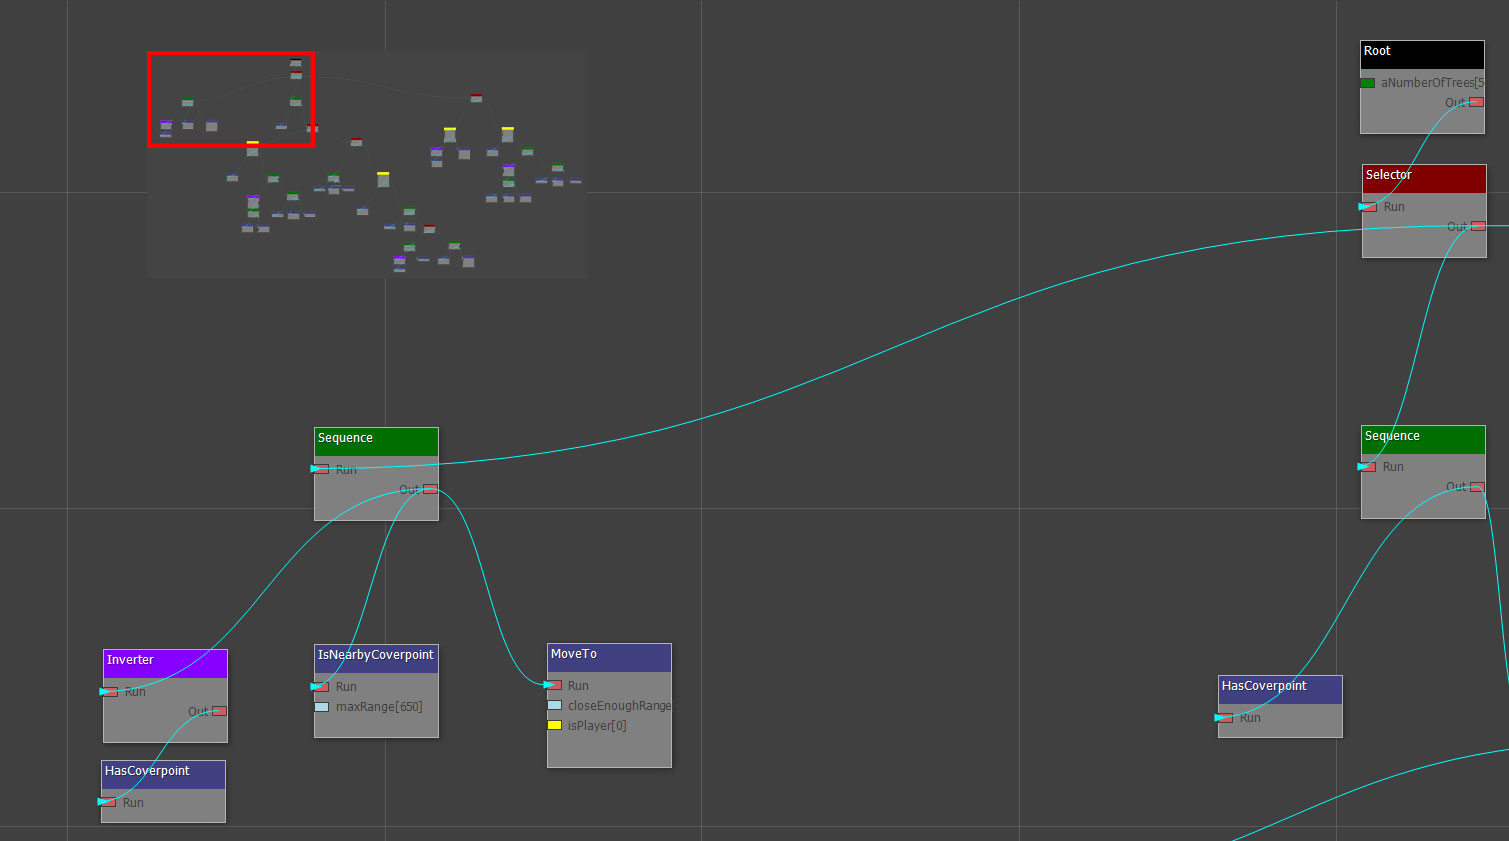 Root
aNumberOfTrees[5
Out
Selector
Run
Out
Sequence
Run
Out
Sequence
Run
Out
Inverter
Run
Out
IsNearbyCoverpoint
Run
maxRange[650]
MoveTo
Run
closeEnoughRange[
isPlayer[0]
HasCoverpoint
Run
HasCoverpoint
Run